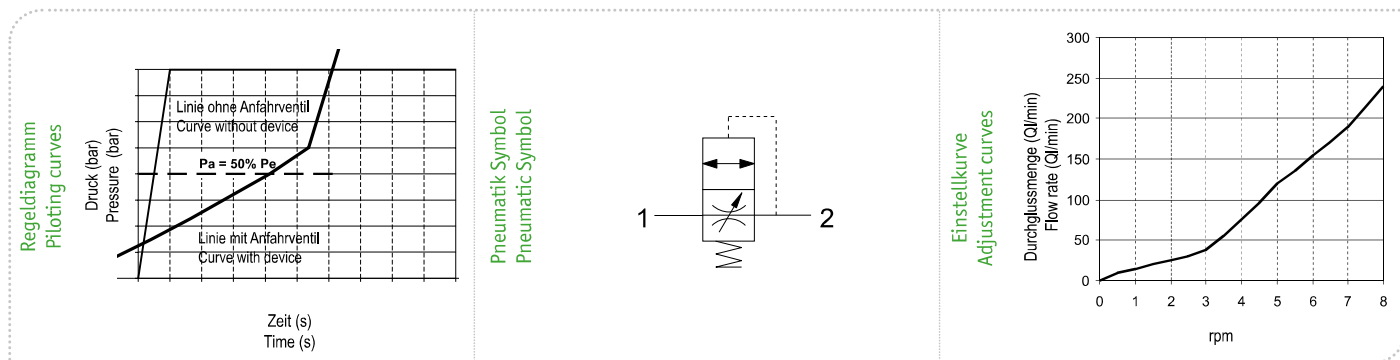 Regeldiagramm
Piloting curves
Druck (bar)
Pressure (bar)
Linie ohne Anfahrventil
Curve without device
Pa = 50% Pe
Linie mit Anfahrventil
Curve with device
Zeit (s)
Time (s)
Pneumatik Symbol
Pneumatic Symbol
1
2
Einstellkurve
Adjustment curves
Durchglussmenge (Ql/min)
Flow rate (Ql/min)
300
250
200
150
100
50
0
0 1 2 3 4 5 6 7 8
rpm